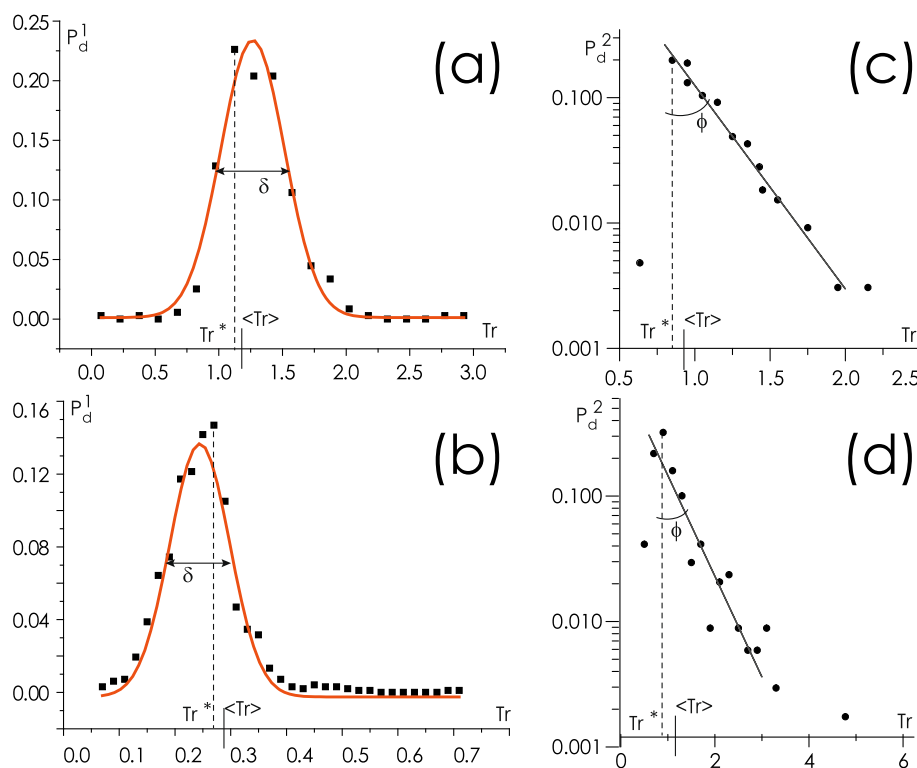 0.25
P_d^1
(a)
0.20
0.15
δ
0.10
0.05
0.00
Tr* <Tr> Tr
0.0 0.5 1.0 1.5 2.0 2.5 3.0
P_d^2
(c)
0.100
ϕ
0.010
Tr* <Tr> Tr
0.001
0.5 1.0 1.5 2.0 2.5
0.16
P_d^1
(b)
0.12
0.08
δ
0.04
0.00
Tr* <Tr> Tr
0.0 0.1 0.2 0.3 0.4 0.5 0.6 0.7
P_d^2
(d)
0.100
ϕ
0.010
Tr* <Tr> Tr
0.001
0 2 4 6